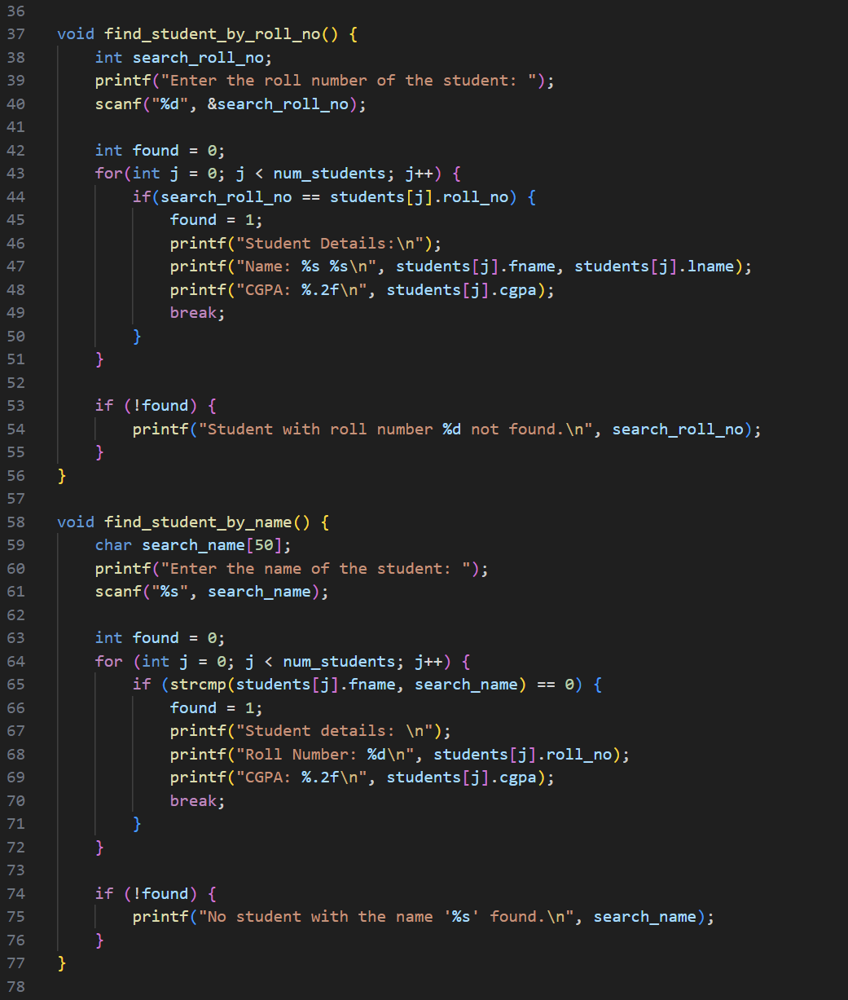 36
37 void find_student_by_roll_no() {
38     int search_roll_no;
39     printf("Enter the roll number of the student: ");
40     scanf("%d", &search_roll_no);
41
42     int found = 0;
43     for(int j = 0; j < num_students; j++) {
44         if(search_roll_no == students[j].roll_no) {
45             found = 1;
46             printf("Student Details:\n");
47             printf("Name: %s %s\n", students[j].fname, students[j].lname);
48             printf("CGPA: %.2f\n", students[j].cgpa);
49             break;
50         }
51     }
52
53     if (!found) {
54         printf("Student with roll number %d not found.\n", search_roll_no);
55     }
56 }
57
58 void find_student_by_name() {
59     char search_name[50];
60     printf("Enter the name of the student: ");
61     scanf("%s", search_name);
62
63     int found = 0;
64     for (int j = 0; j < num_students; j++) {
65         if (strcmp(students[j].fname, search_name) == 0) {
66             found = 1;
67             printf("Student details: \n");
68             printf("Roll Number: %d\n", students[j].roll_no);
69             printf("CGPA: %.2f\n", students[j].cgpa);
70             break;
71         }
72     }
73
74     if (!found) {
75         printf("No student with the name '%s' found.\n", search_name);
76     }
77 }
78